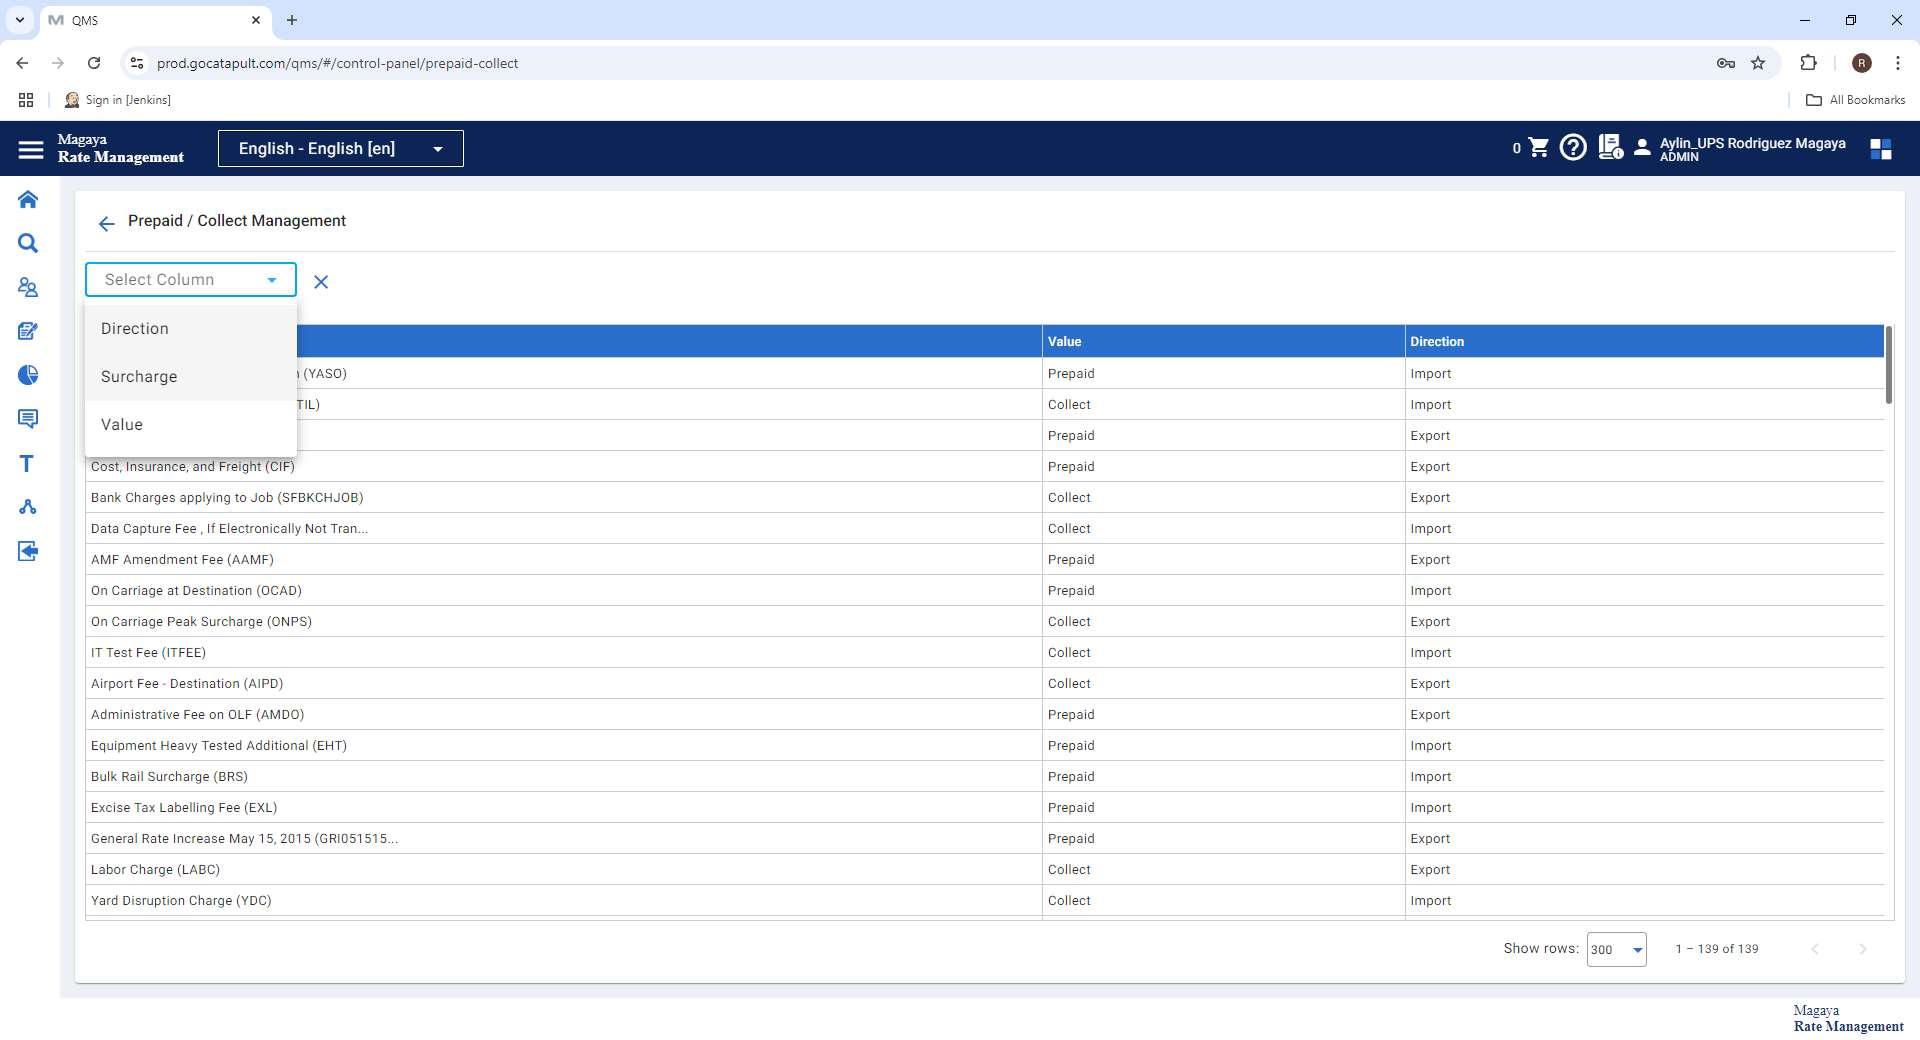 QMS
prod.gocatapult.com/qms/#/control-panel/prepaid-collect
R
Sign in [Jenkins]
All Bookmarks
Magaya
Rate Management
English - English [en]
0
Aylin_UPS Rodriguez Magaya
ADMIN
Prepaid / Collect Management
Select Column
Direction
Surcharge
Value
Value Direction
(YASO) Prepaid Import
TIL) Collect Import
Prepaid Export
Cost, Insurance, and Freight (CIF) Prepaid Export
Bank Charges applying to Job (SFBKCHJOB) Collect Export
Data Capture Fee , If Electronically Not Tran... Collect Import
AMF Amendment Fee (AAMF) Prepaid Export
On Carriage at Destination (OCAD) Prepaid Import
On Carriage Peak Surcharge (ONPS) Collect Export
IT Test Fee (ITFEE) Collect Import
Airport Fee - Destination (AIPD) Collect Export
Administrative Fee on OLF (AMDO) Prepaid Export
Equipment Heavy Tested Additional (EHT) Prepaid Import
Bulk Rail Surcharge (BRS) Prepaid Import
Excise Tax Labelling Fee (EXL) Prepaid Import
General Rate Increase May 15, 2015 (GRI051515... Prepaid Export
Labor Charge (LABC) Collect Export
Yard Disruption Charge (YDC) Collect Import
Show rows: 300 1 – 139 of 139
Magaya
Rate Management